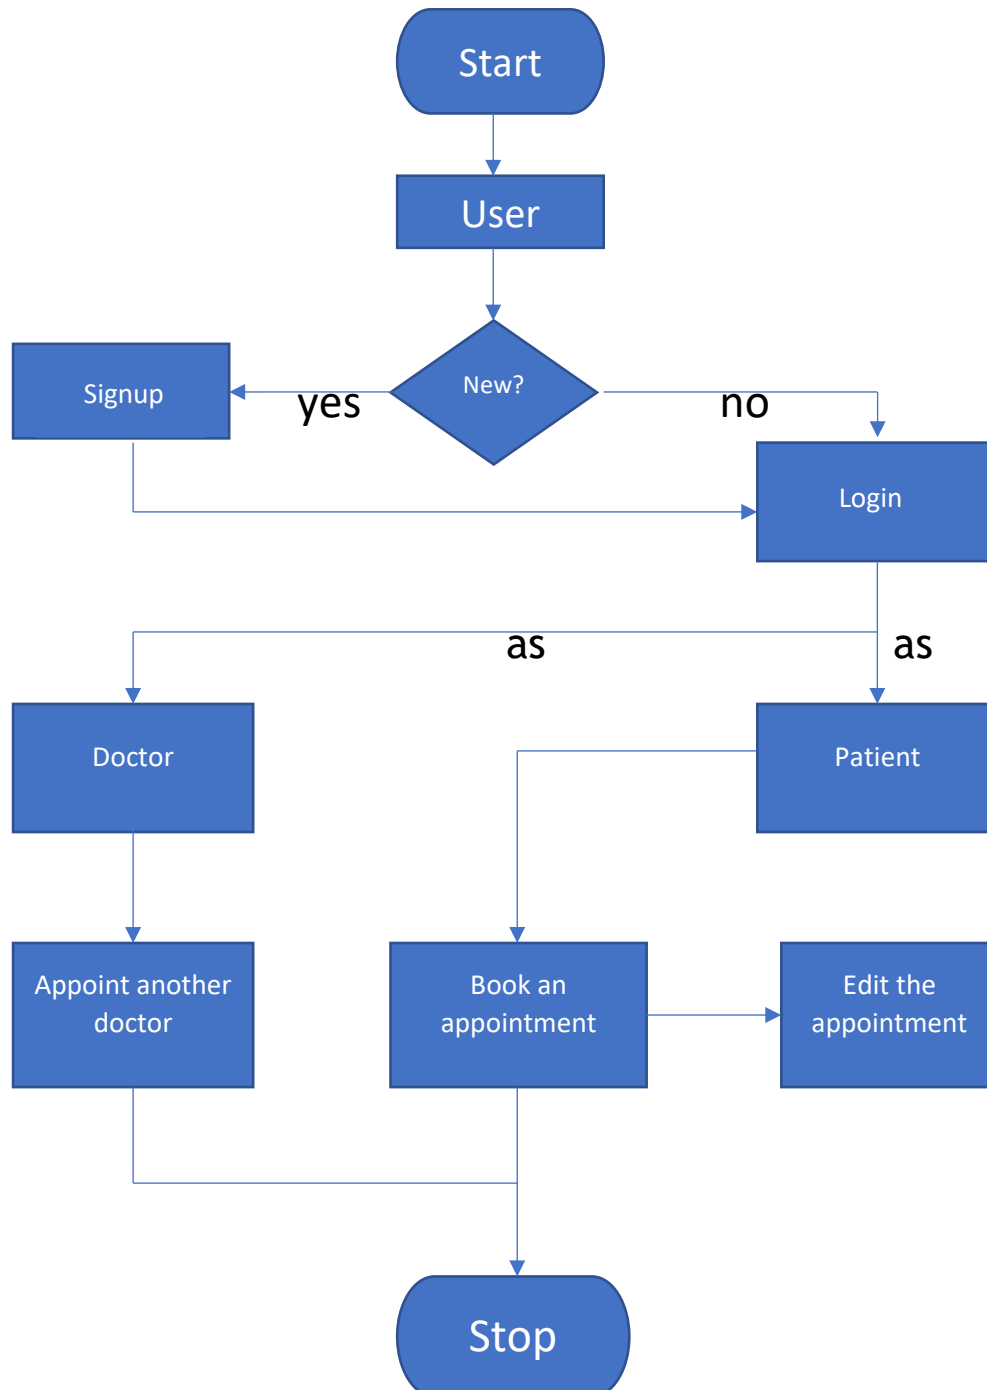 Start
User
New?
Signup
yes
no
Login
as
as
Doctor
Patient
Appoint another
doctor
Book an
appointment
Edit the
appointment
Stop